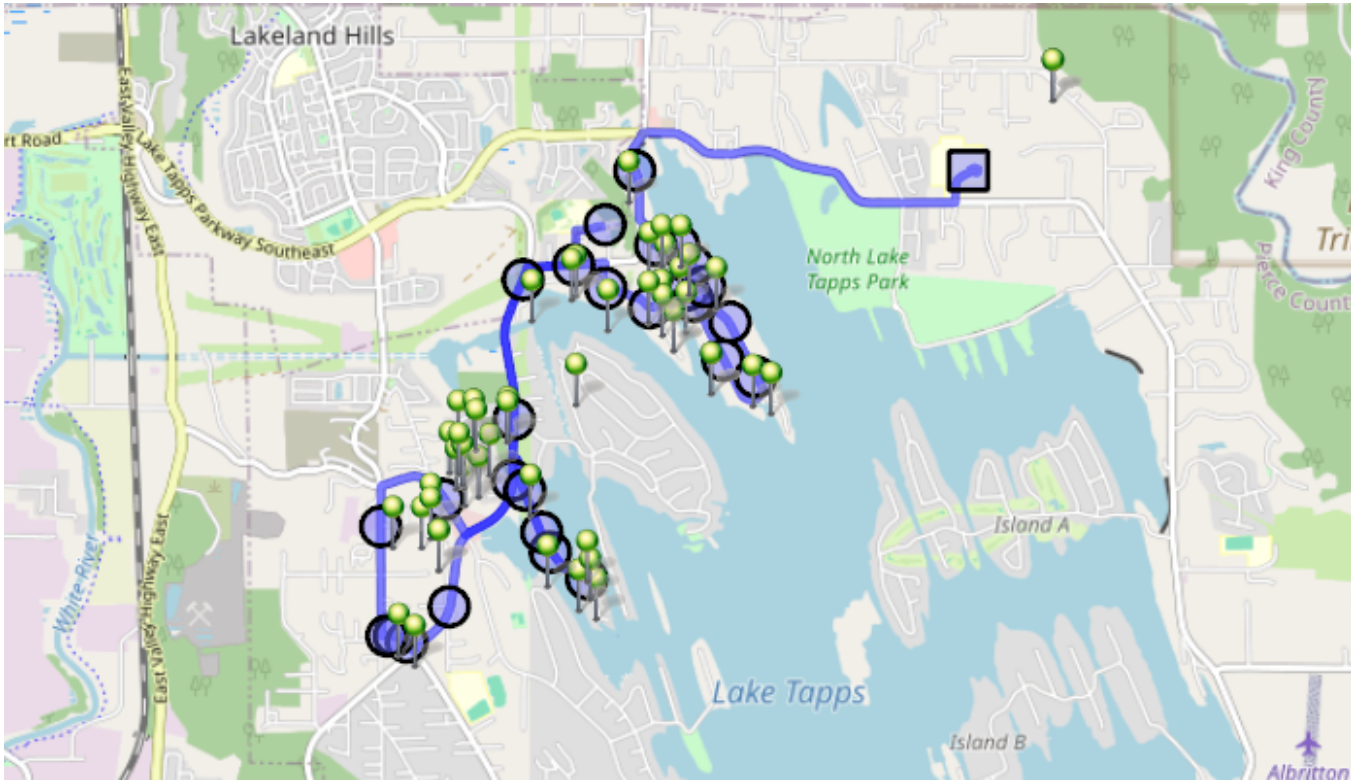 Lakeland Hills
East Valley Highway East
rt Road
Lake Tapps Parkway Southeast
King County
Pierce Count
Tri
North Lake
Tapps Park
Island A
White River
East Valley Highway East
Lake Tapps
Island B
Albritton